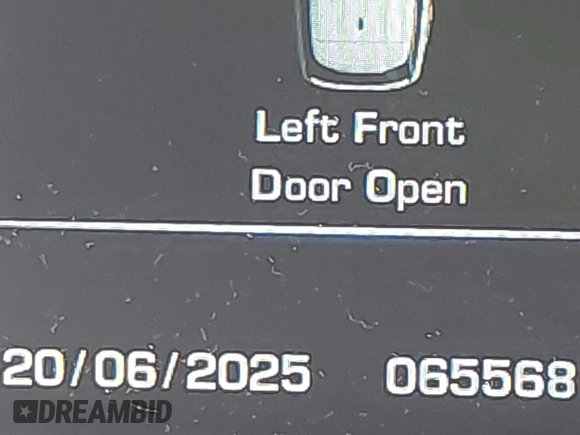 Left Front
Door Open
20/06/2025 065568
DREAMBID